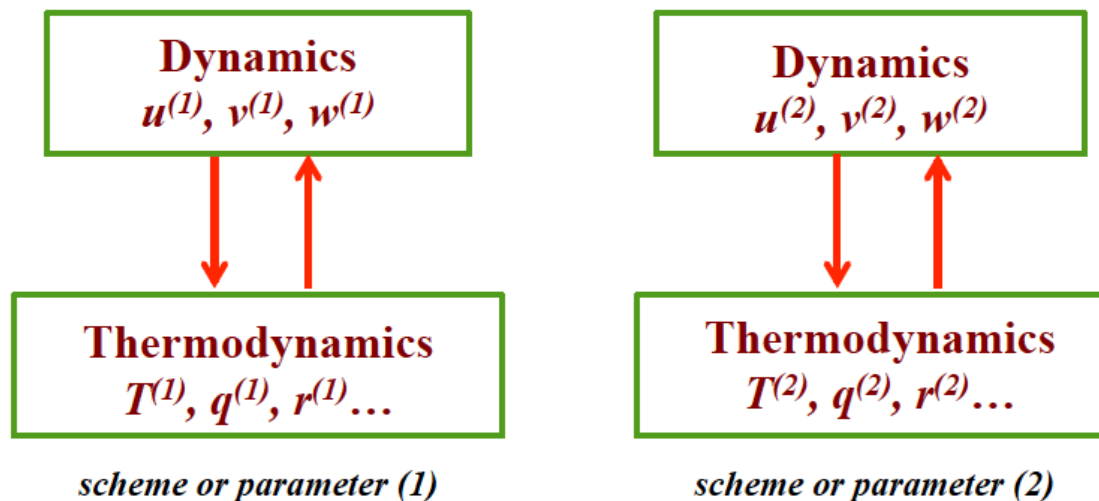 Dynamics
u(1), v(1), w(1)
Thermodynamics
T(1), q(1), r(1)...
scheme or parameter (1)
Dynamics
u(2), v(2), w(2)
Thermodynamics
T(2), q(2), r(2)...
scheme or parameter (2)